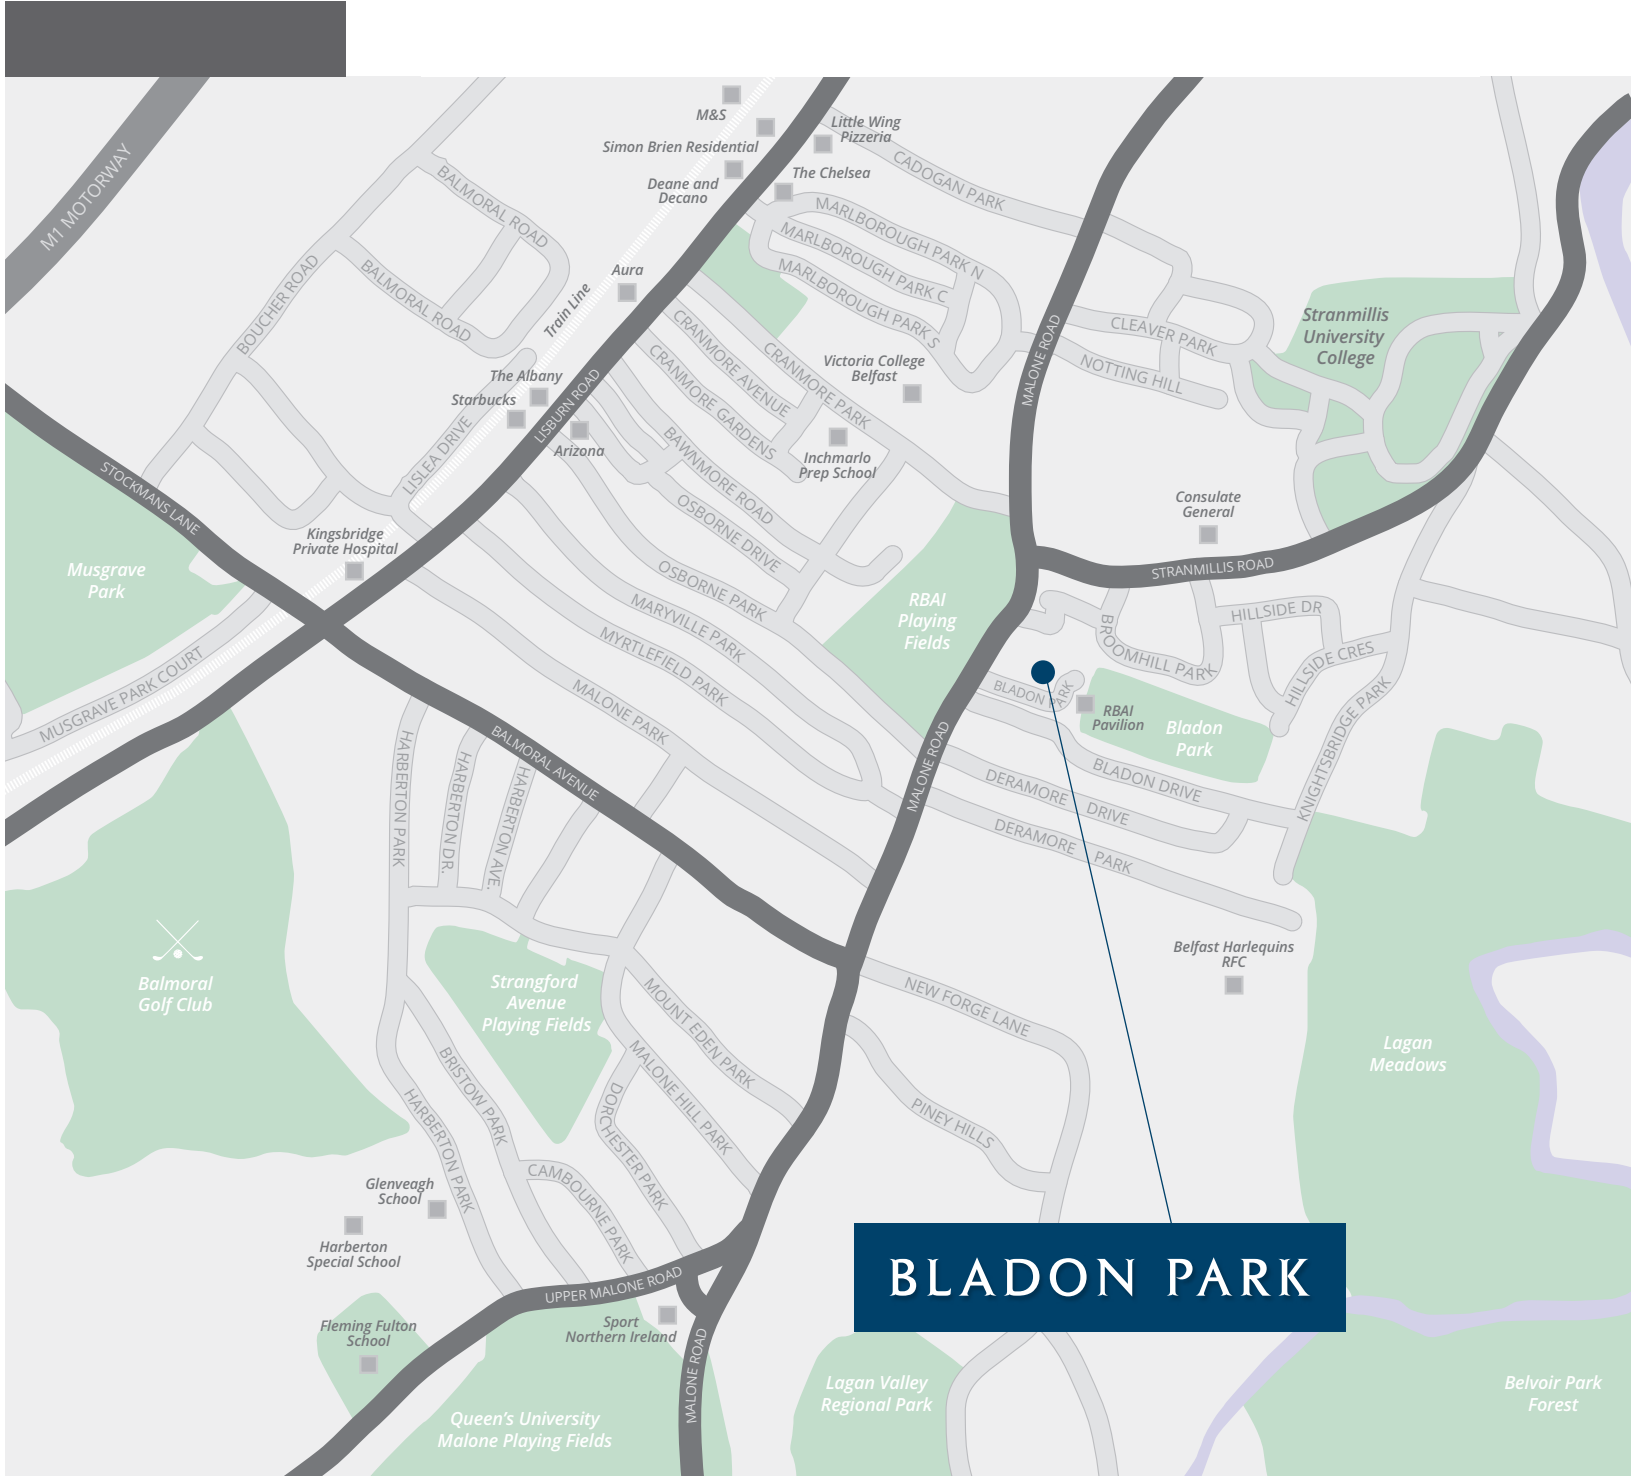 M&S
Little Wing
Pizzeria
Simon Brien Residential
The Chelsea
Deane and
Decano
CADOGAN PARK
M1 MOTORWAY
BALMORAL ROAD
MARLBOROUGH PARK N
MARLBOROUGH PARK C
MARLBOROUGH PARK S
BOUCHER ROAD
BALMORAL ROAD
Aura
Train Line
CRANMORE AVENUE
CRANMORE GARDENS
CRANMORE PARK
MALONE ROAD
CLEAVER PARK
NOTTING HILL
Stranmillis
University
College
Victoria College
Belfast
The Albany
Starbucks
LISBURN ROAD
Arizona
LISLEA DRIVE
BAWNMORE ROAD
Inchmarlo
Prep School
STOCKMANS LANE
OSBORNE DRIVE
Consulate
General
Kingsbridge
Private Hospital
Musgrave
Park
OSBORNE PARK
STRANMILLIS ROAD
RBAI
Playing
Fields
MARYVILLE PARK
MYRTLEFIELD PARK
BROOMHILL PARK
HILLSIDE DR
HILLSIDE CRES
MUSGRAVE PARK COURT
MALONE PARK
BLADON PARK
RBAI
Pavilion
Bladon
Park
KNIGHTSBRIDGE PARK
HARBERTON PARK
HARBERTON DR.
HARBERTON AVE.
BALMORAL AVENUE
MALONE ROAD
BLADON DRIVE
DERAMORE DRIVE
DERAMORE PARK
Belfast Harlequins
RFC
Balmoral
Golf Club
Strangford
Avenue
Playing Fields
MOUNT EDEN PARK
NEW FORGE LANE
Lagan
Meadows
BRISTOW PARK
MALONE HILL PARK
DORCHESTER PARK
HARBERTON PARK
PINEY HILLS
CAMBOURNE PARK
Glenveagh
School
Harberton
Special School
BLADON PARK
UPPER MALONE ROAD
Sport
Northern Ireland
Fleming Fulton
School
MALONE ROAD
Lagan Valley
Regional Park
Belvoir Park
Forest
Queen's University
Malone Playing Fields